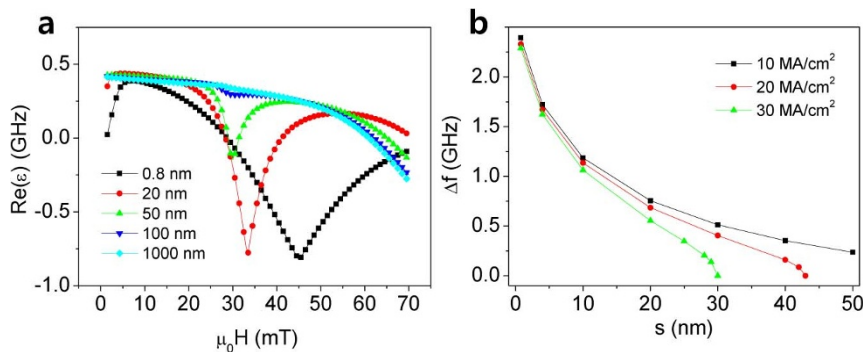 a
Re(ε) (GHz)
0.5
0.0
-0.5
-1.0
0.8 nm
20 nm
50 nm
100 nm
1000 nm
0 10 20 30 40 50 60 70
μ₀H (mT)
b
Δf (GHz)
2.0
1.5
1.0
0.5
0.0
10 MA/cm²
20 MA/cm²
30 MA/cm²
0 10 20 30 40 50
s (nm)